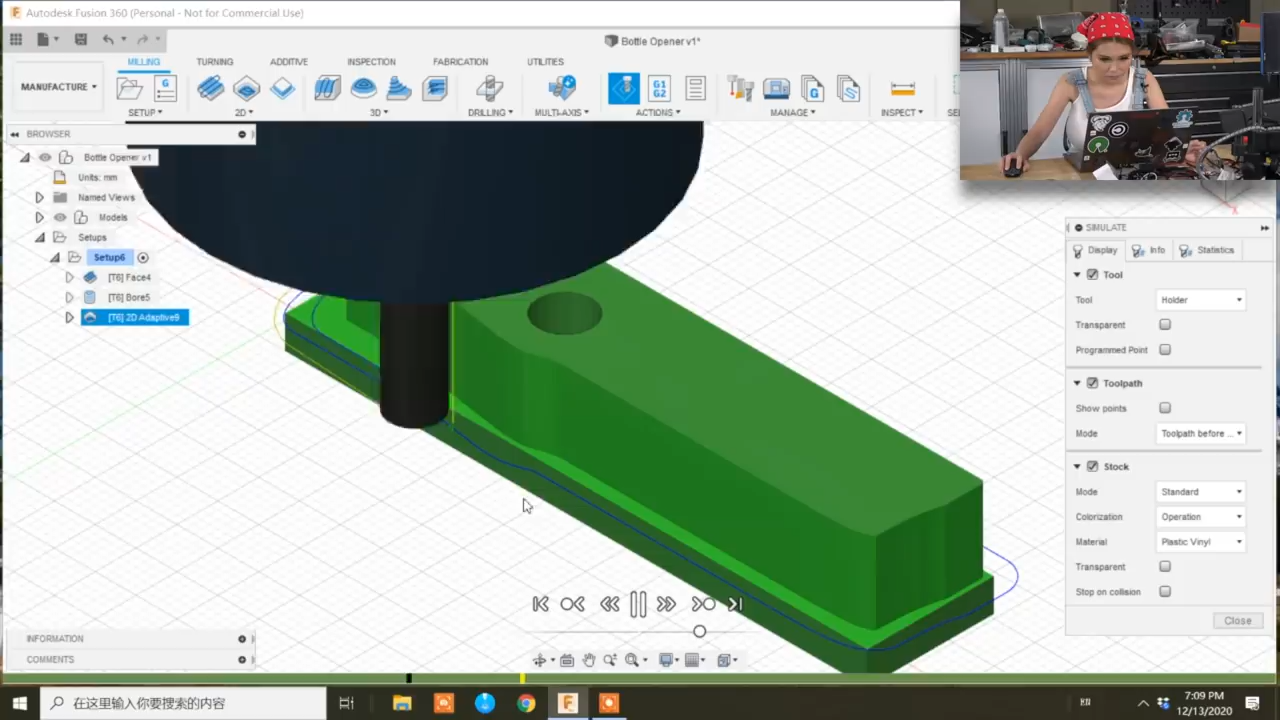 Autodesk Fusion 360 (Personal - Not for Commercial Use)
Bottle Opener v1*
MILLING TURNING ADDITIVE INSPECTION FABRICATION UTILITIES
MANUFACTURE
G
G1
G2
G
SETUP 2D 3D DRILLING MULTI-AXIS ACTIONS MANAGE INSPECT
BROWSER
Bottle Opener v1
Units: mm
Named Views
Models
Setups
Setup6
[T6] Face4
[T6] Bore5
[T6] 2D Adaptive9
SIMULATE
Display Info Statistics
Tool
Tool Holder
Transparent
Programmed Point
Toolpath
Show points
Mode Toolpath before ...
Stock
Mode Standard
Colorization Operation
Material Plastic Vinyl
Transparent
Stop on collision
Close
INFORMATION
COMMENTS
在这里输入你要搜索的内容
EN
7:09 PM
12/13/2020